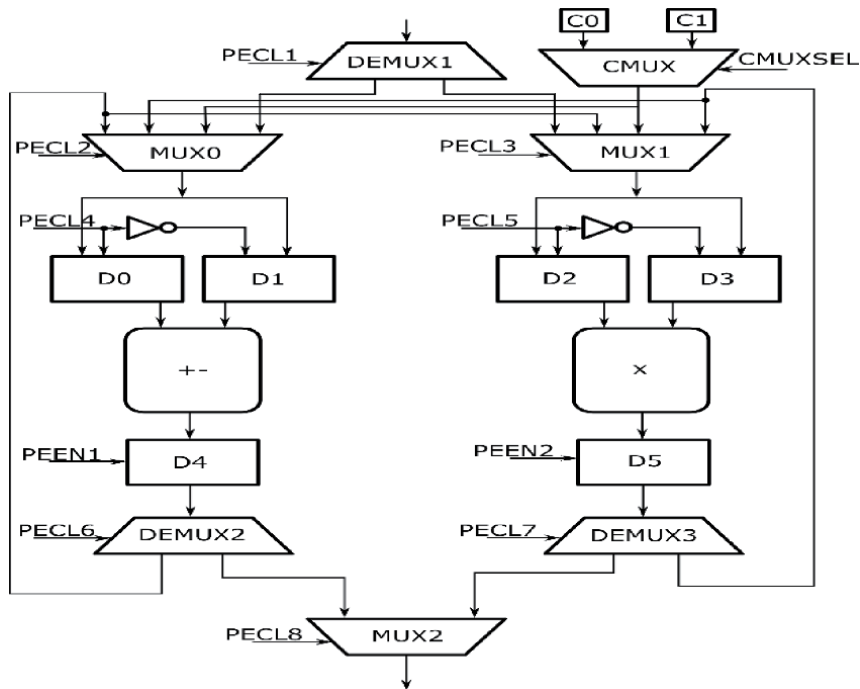 C0 C1
PECL1 DEMUX1 CMUX CMUXSEL
PECL2 MUX0 PECL3 MUX1
PECL4 PECL5
D0 D1 D2 D3
+- x
PEEN1 D4 PEEN2 D5
PECL6 DEMUX2 PECL7 DEMUX3
PECL8 MUX2